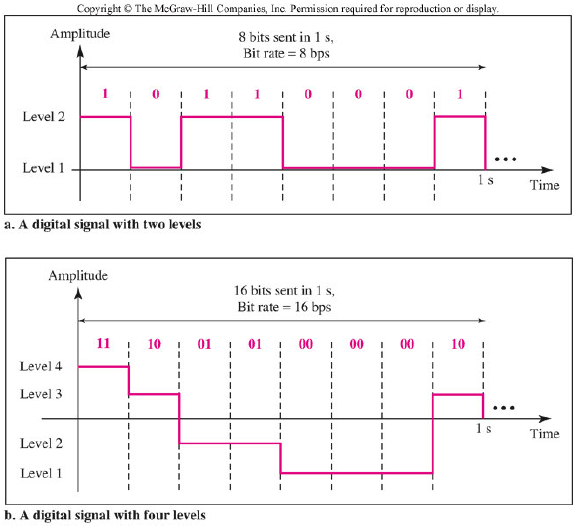 Copyright © The McGraw-Hill Companies, Inc. Permission required for reproduction or display.
Amplitude
8 bits sent in 1 s,
Bit rate = 8 bps
1 0 1 1 0 0 0 1
Level 2
Level 1
1 s
Time
a. A digital signal with two levels
Amplitude
16 bits sent in 1 s,
Bit rate = 16 bps
11 10 01 01 00 00 00 10
Level 4
Level 3
1 s
Time
Level 2
Level 1
b. A digital signal with four levels